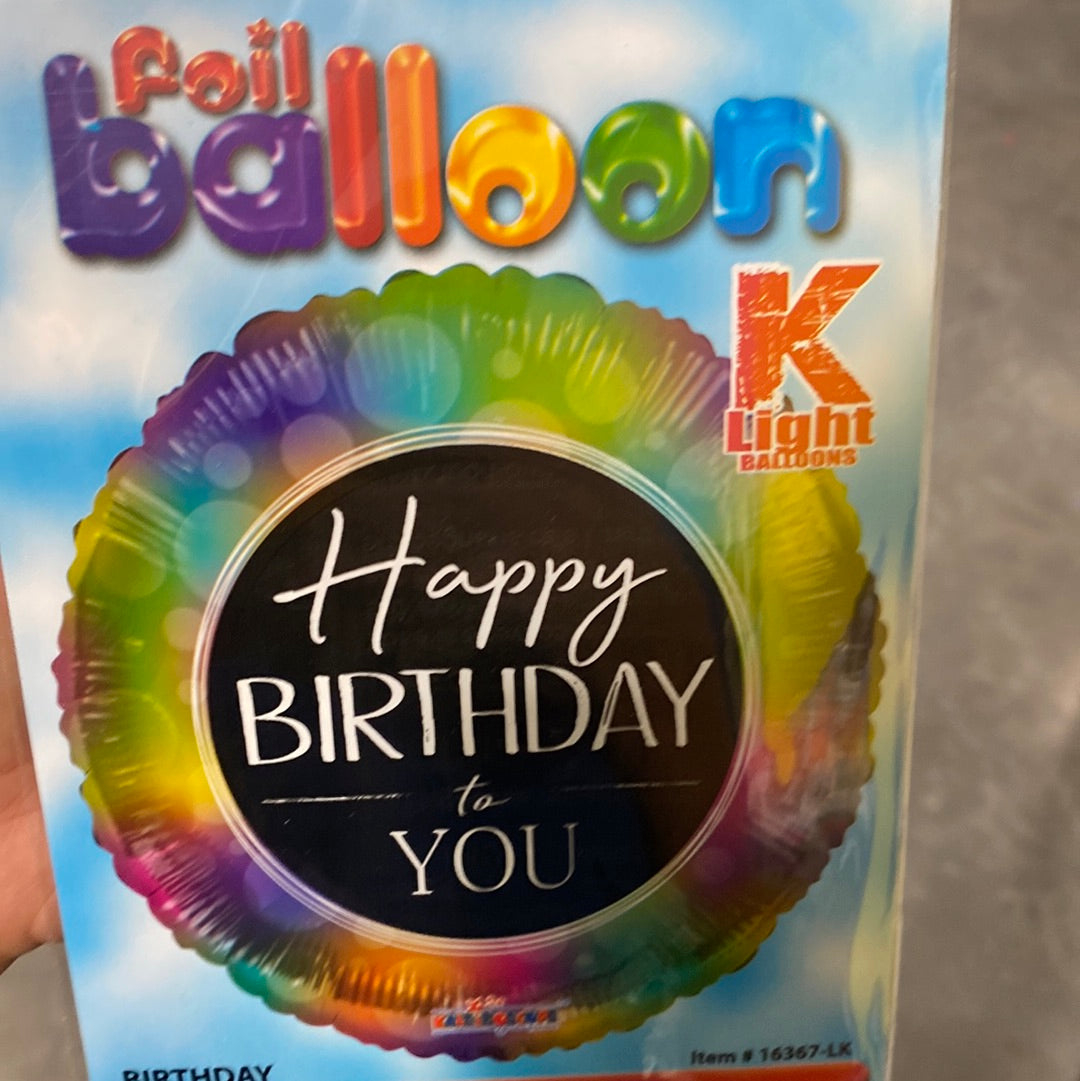 Foil
balloon
K
Light
BALLOONS
Happy
BIRTHDAY
to
YOU
Item # 16367-LK
BIRTHDAY